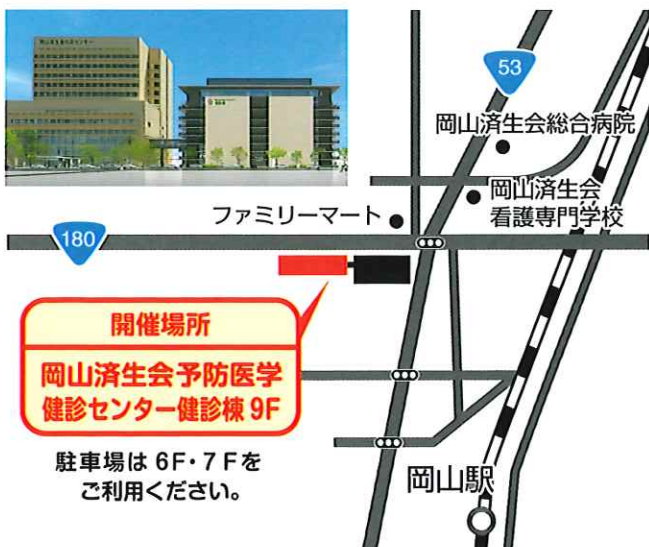 53
岡山済生会総合病院
岡山済生会
看護専門学校
ファミリーマート
180
開催場所
岡山済生会予防医学
健診センター健診棟 9F
駐車場は 6F・7Fを
ご利用ください。
岡山駅